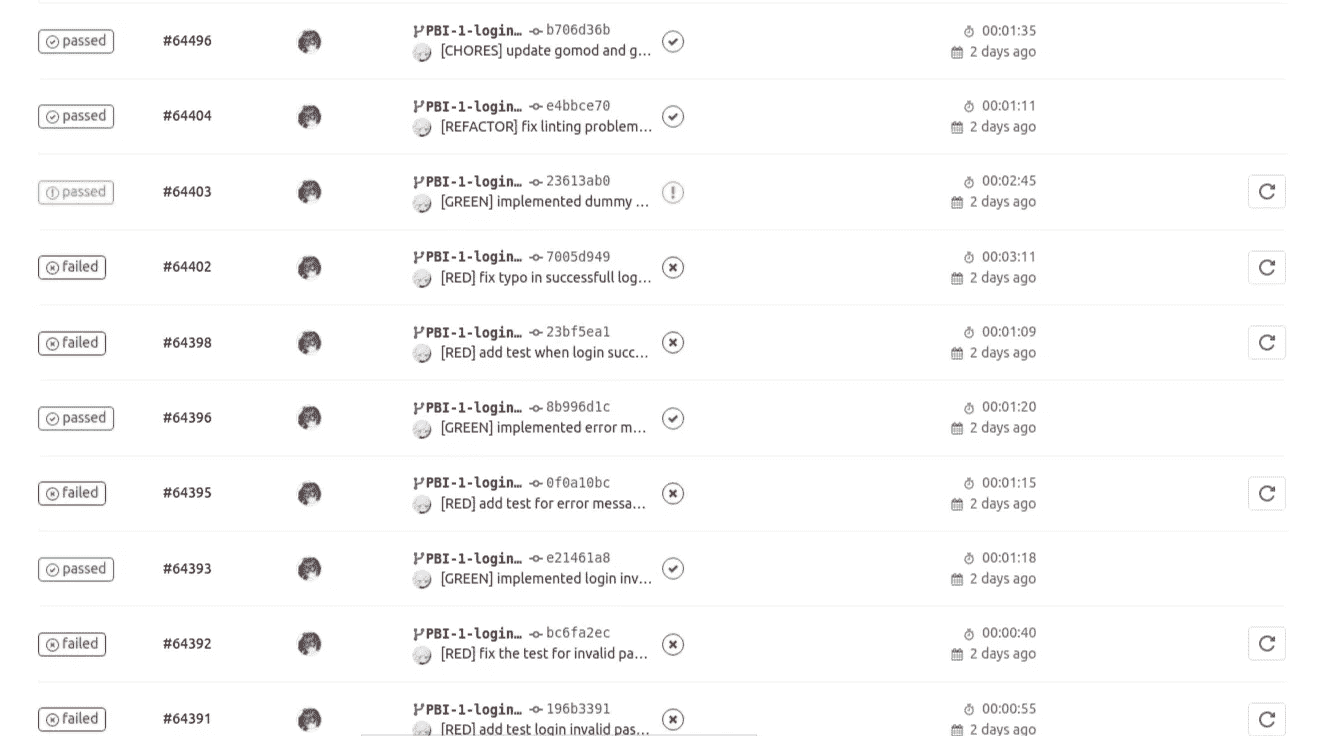 passed #64496 PBI-1-login… b706d36b 00:01:35
[CHORES] update gomod and g… 2 days ago
passed #64404 PBI-1-login… e4bbce70 00:01:11
[REFACTOR] fix linting problem… 2 days ago
passed #64403 PBI-1-login… 23613ab0 00:02:45
[GREEN] implemented dummy … 2 days ago
failed #64402 PBI-1-login… 7005d949 00:03:11
[RED] fix typo in successfull log… 2 days ago
failed #64398 PBI-1-login… 23bf5ea1 00:01:09
[RED] add test when login succ… 2 days ago
passed #64396 PBI-1-login… 8b996d1c 00:01:20
[GREEN] implemented error m… 2 days ago
failed #64395 PBI-1-login… 0f0a10bc 00:01:15
[RED] add test for error messa… 2 days ago
passed #64393 PBI-1-login… e21461a8 00:01:18
[GREEN] implemented login inv… 2 days ago
failed #64392 PBI-1-login… bc6fa2ec 00:00:40
[RED] fix the test for invalid pa… 2 days ago
failed #64391 PBI-1-login… 196b3391 00:00:55
[RED] add test login invalid pas… 2 days ago